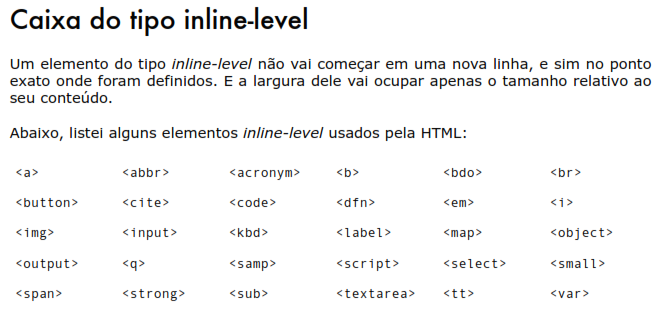 Caixa do tipo inline-level
Um elemento do tipo inline-level não vai começar em uma nova linha, e sim no ponto
exato onde foram definidos. E a largura dele vai ocupar apenas o tamanho relativo ao
seu conteúdo.
Abaixo, listei alguns elementos inline-level usados pela HTML:
<a> <abbr> <acronym> <b> <bdo> <br>
<button> <cite> <code> <dfn> <em> <i>
<img> <input> <kbd> <label> <map> <object>
<output> <q> <samp> <script> <select> <small>
<span> <strong> <sub> <textarea> <tt> <var>